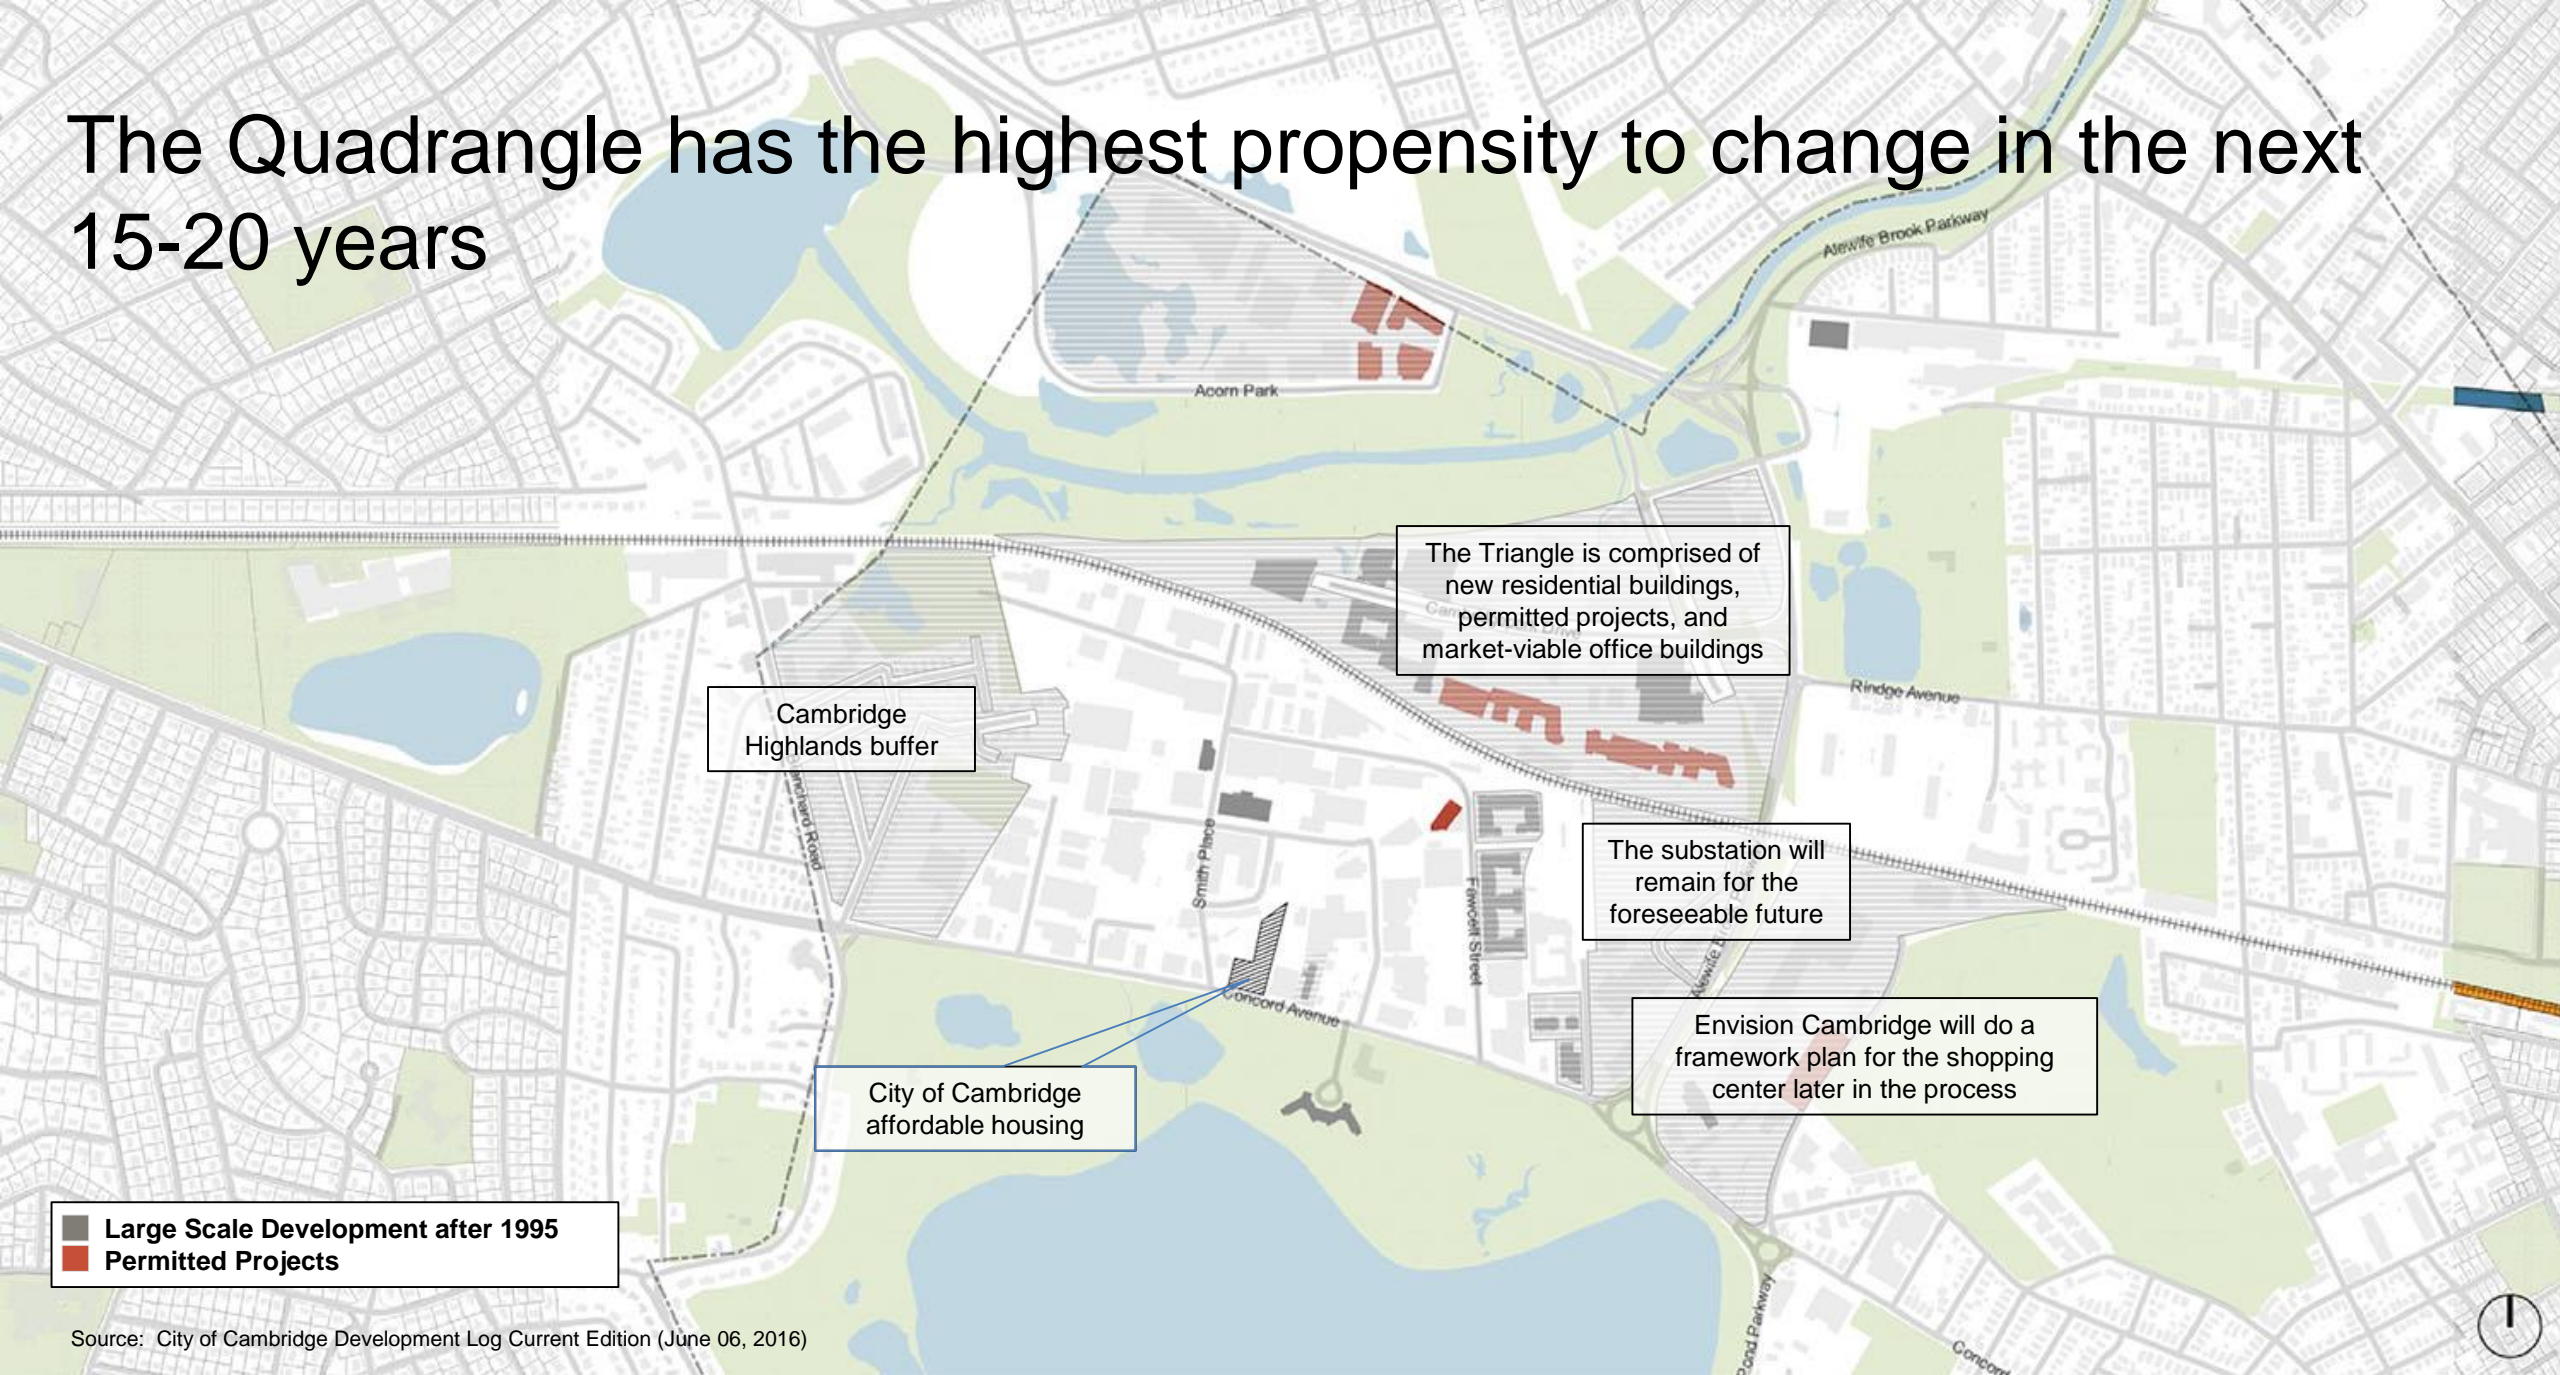 The Quadrangle has the highest propensity to change in the next
15-20 years
Alewife Brook Parkway
Acorn Park
The Triangle is comprised of
new residential buildings,
permitted projects, and
market-viable office buildings
Rindge Avenue
Cambridge
Highlands buffer
Smith Place
Fawcett Street
The substation will
remain for the
foreseeable future
Concord Avenue
Envision Cambridge will do a
framework plan for the shopping
center later in the process
City of Cambridge
affordable housing
Large Scale Development after 1995
Permitted Projects
Source: City of Cambridge Development Log Current Edition (June 06, 2016)
Pond Parkway
Concord